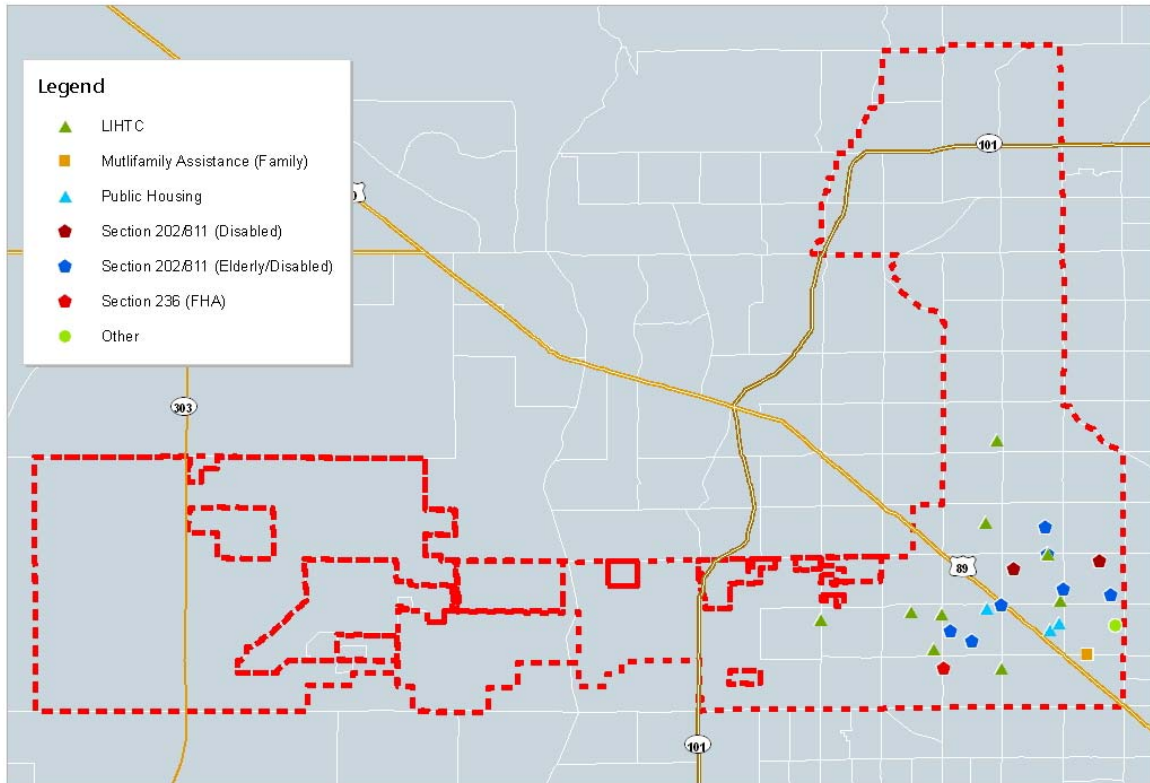 Legend
LIHTC
Mutlifamily Assistance (Family)
Public Housing
Section 202/811 (Disabled)
Section 202/811 (Elderly/Disabled)
Section 236 (FHA)
Other
101
303
89
101